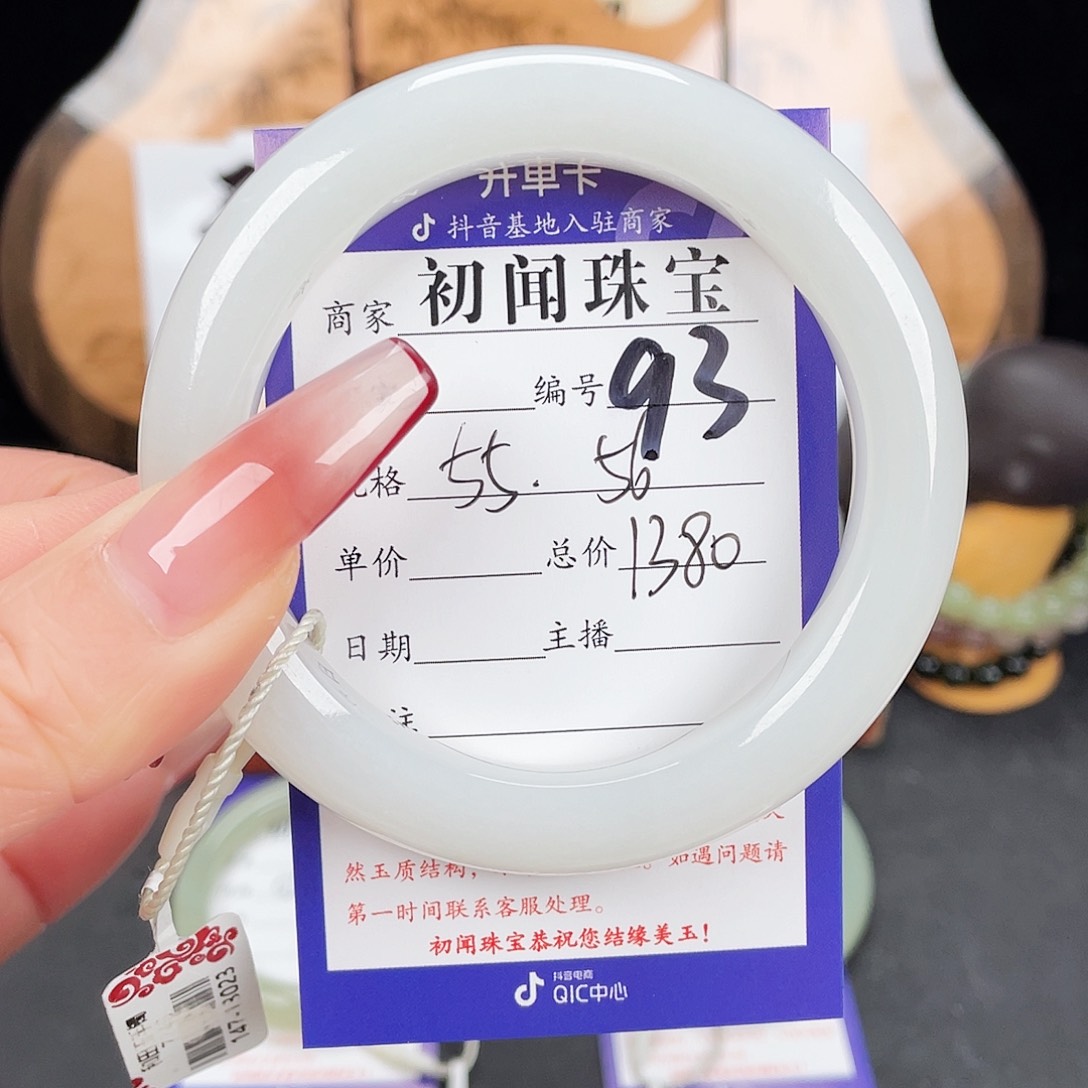 开单卡
抖音基地入驻商家
商家 初闻珠宝
编号 93
格 55. 56
单价 总价 1380
日期 主播
注
然玉质结构, 。如遇问题请
第一时间联系客服处理。
初闻珠宝恭祝您结缘美玉!
抖音电商
QIC中心
147-13023